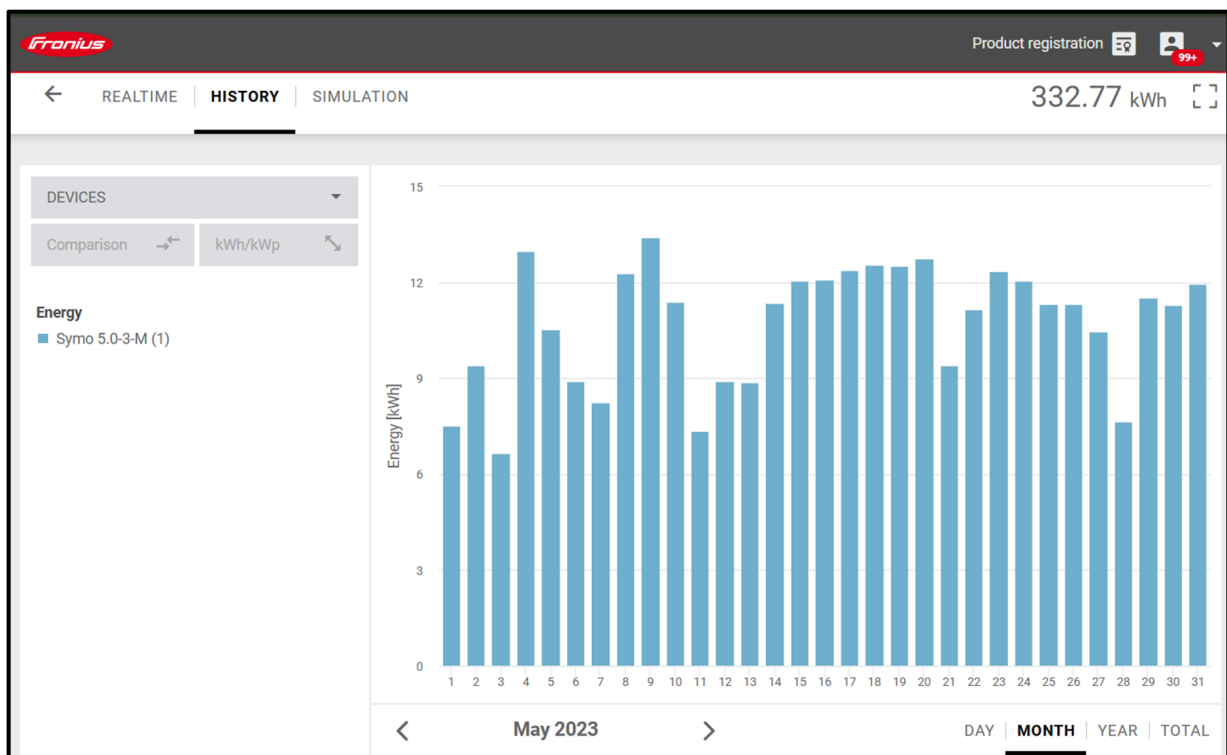 Fronius
Product registration
99+
REALTIME HISTORY SIMULATION
332.77 kWh
DEVICES
Comparison kWh/kWp
Energy
Symo 5.0-3-M (1)
Energy [kWh]
15
12
9
6
3
0
1 2 3 4 5 6 7 8 9 10 11 12 13 14 15 16 17 18 19 20 21 22 23 24 25 26 27 28 29 30 31
May 2023
DAY MONTH YEAR TOTAL